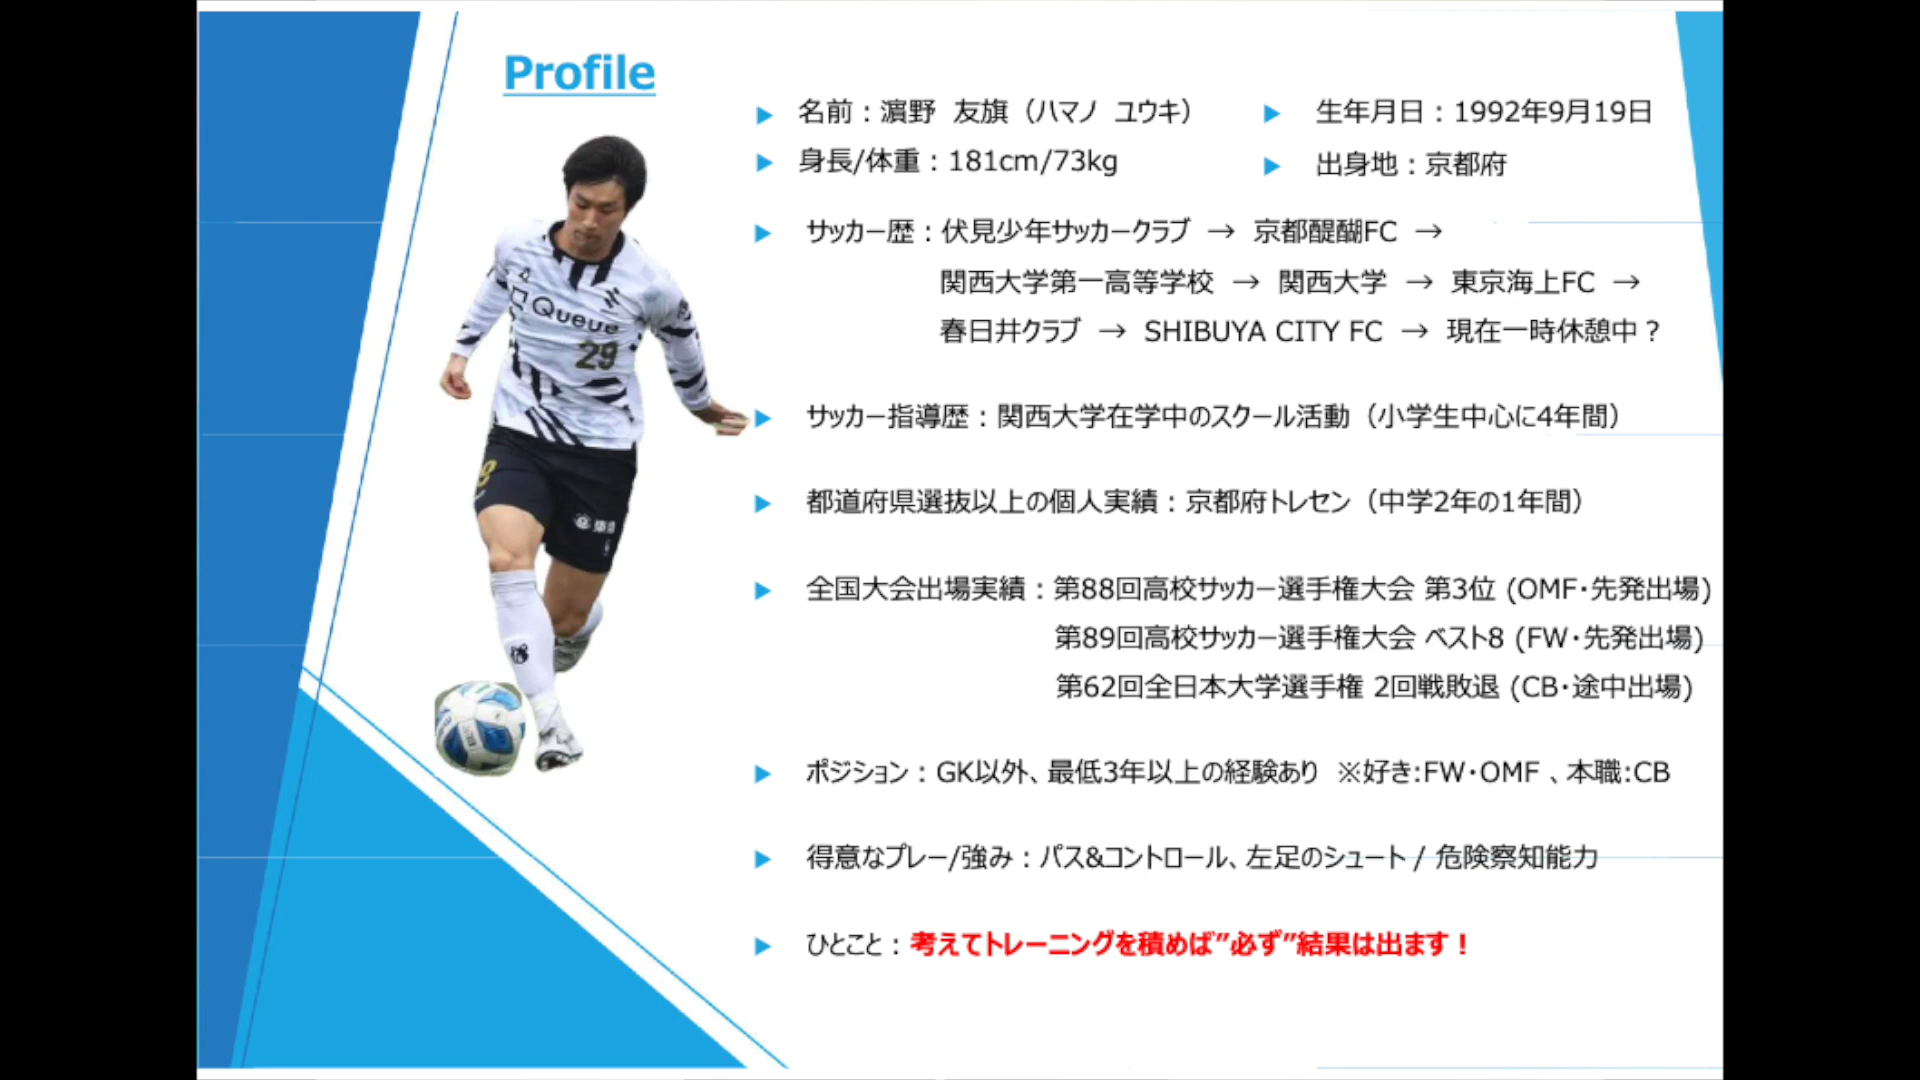 Profile
名前：濵野 友旗（ハマノ ユウキ）
生年月日：1992年9月19日
身長/体重：181cm/73kg
出身地：京都府
サッカー歴：伏見少年サッカークラブ → 京都醍醐FC →
関西大学第一高等学校 → 関西大学 → 東京海上FC →
春日井クラブ → SHIBUYA CITY FC → 現在一時休憩中？
サッカー指導歴：関西大学在学中のスクール活動（小学生中心に4年間）
都道府県選抜以上の個人実績：京都府トレセン（中学2年の1年間）
全国大会出場実績：第88回高校サッカー選手権大会 第3位 (OMF･先発出場)
第89回高校サッカー選手権大会 ベスト8 (FW･先発出場)
第62回全日本大学選手権 2回戦敗退 (CB･途中出場)
ポジション：GK以外、最低3年以上の経験あり ※好き:FW･OMF 、本職:CB
得意なプレー/強み：パス&コントロール、左足のシュート / 危険察知能力
ひとこと：考えてトレーニングを積めば”必ず”結果は出ます！
Queue
29